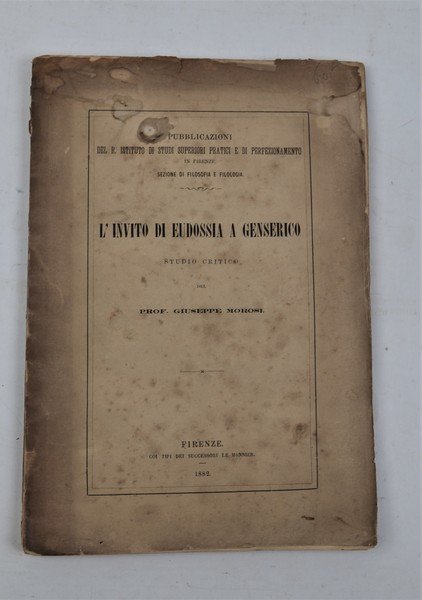 PUBBLICAZIONI
DEL R. ISTITUTO DI STUDI SUPERIORI PRATICI E DI PERFEZIONAMENTO
IN FIRENZE
SEZIONE DI FILOSOFIA E FILOLOGIA.
L' INVITO DI EUDOSSIA A GENSERICO
STUDIO CRITICO
DEL
PROF. GIUSEPPE MOROSI.
FIRENZE.
COI TIPI DEI SUCCESSORI LE MONNIER.
1882.